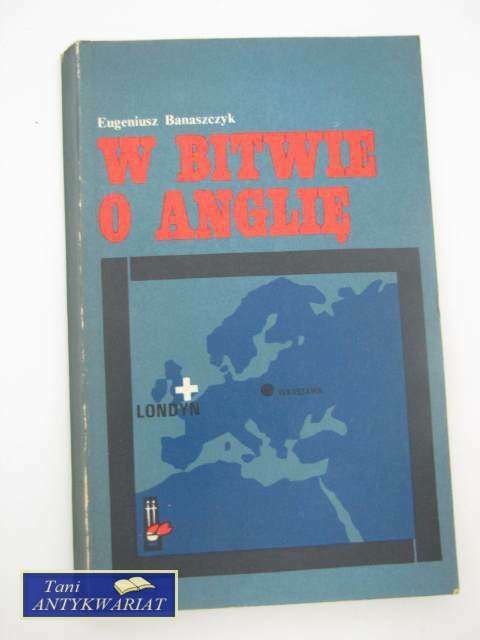 Eugeniusz Banaszczyk
W BITWIE
O ANGLIĘ
WARSZAWA
LONDYN
Tani
ANTYKWARIAT